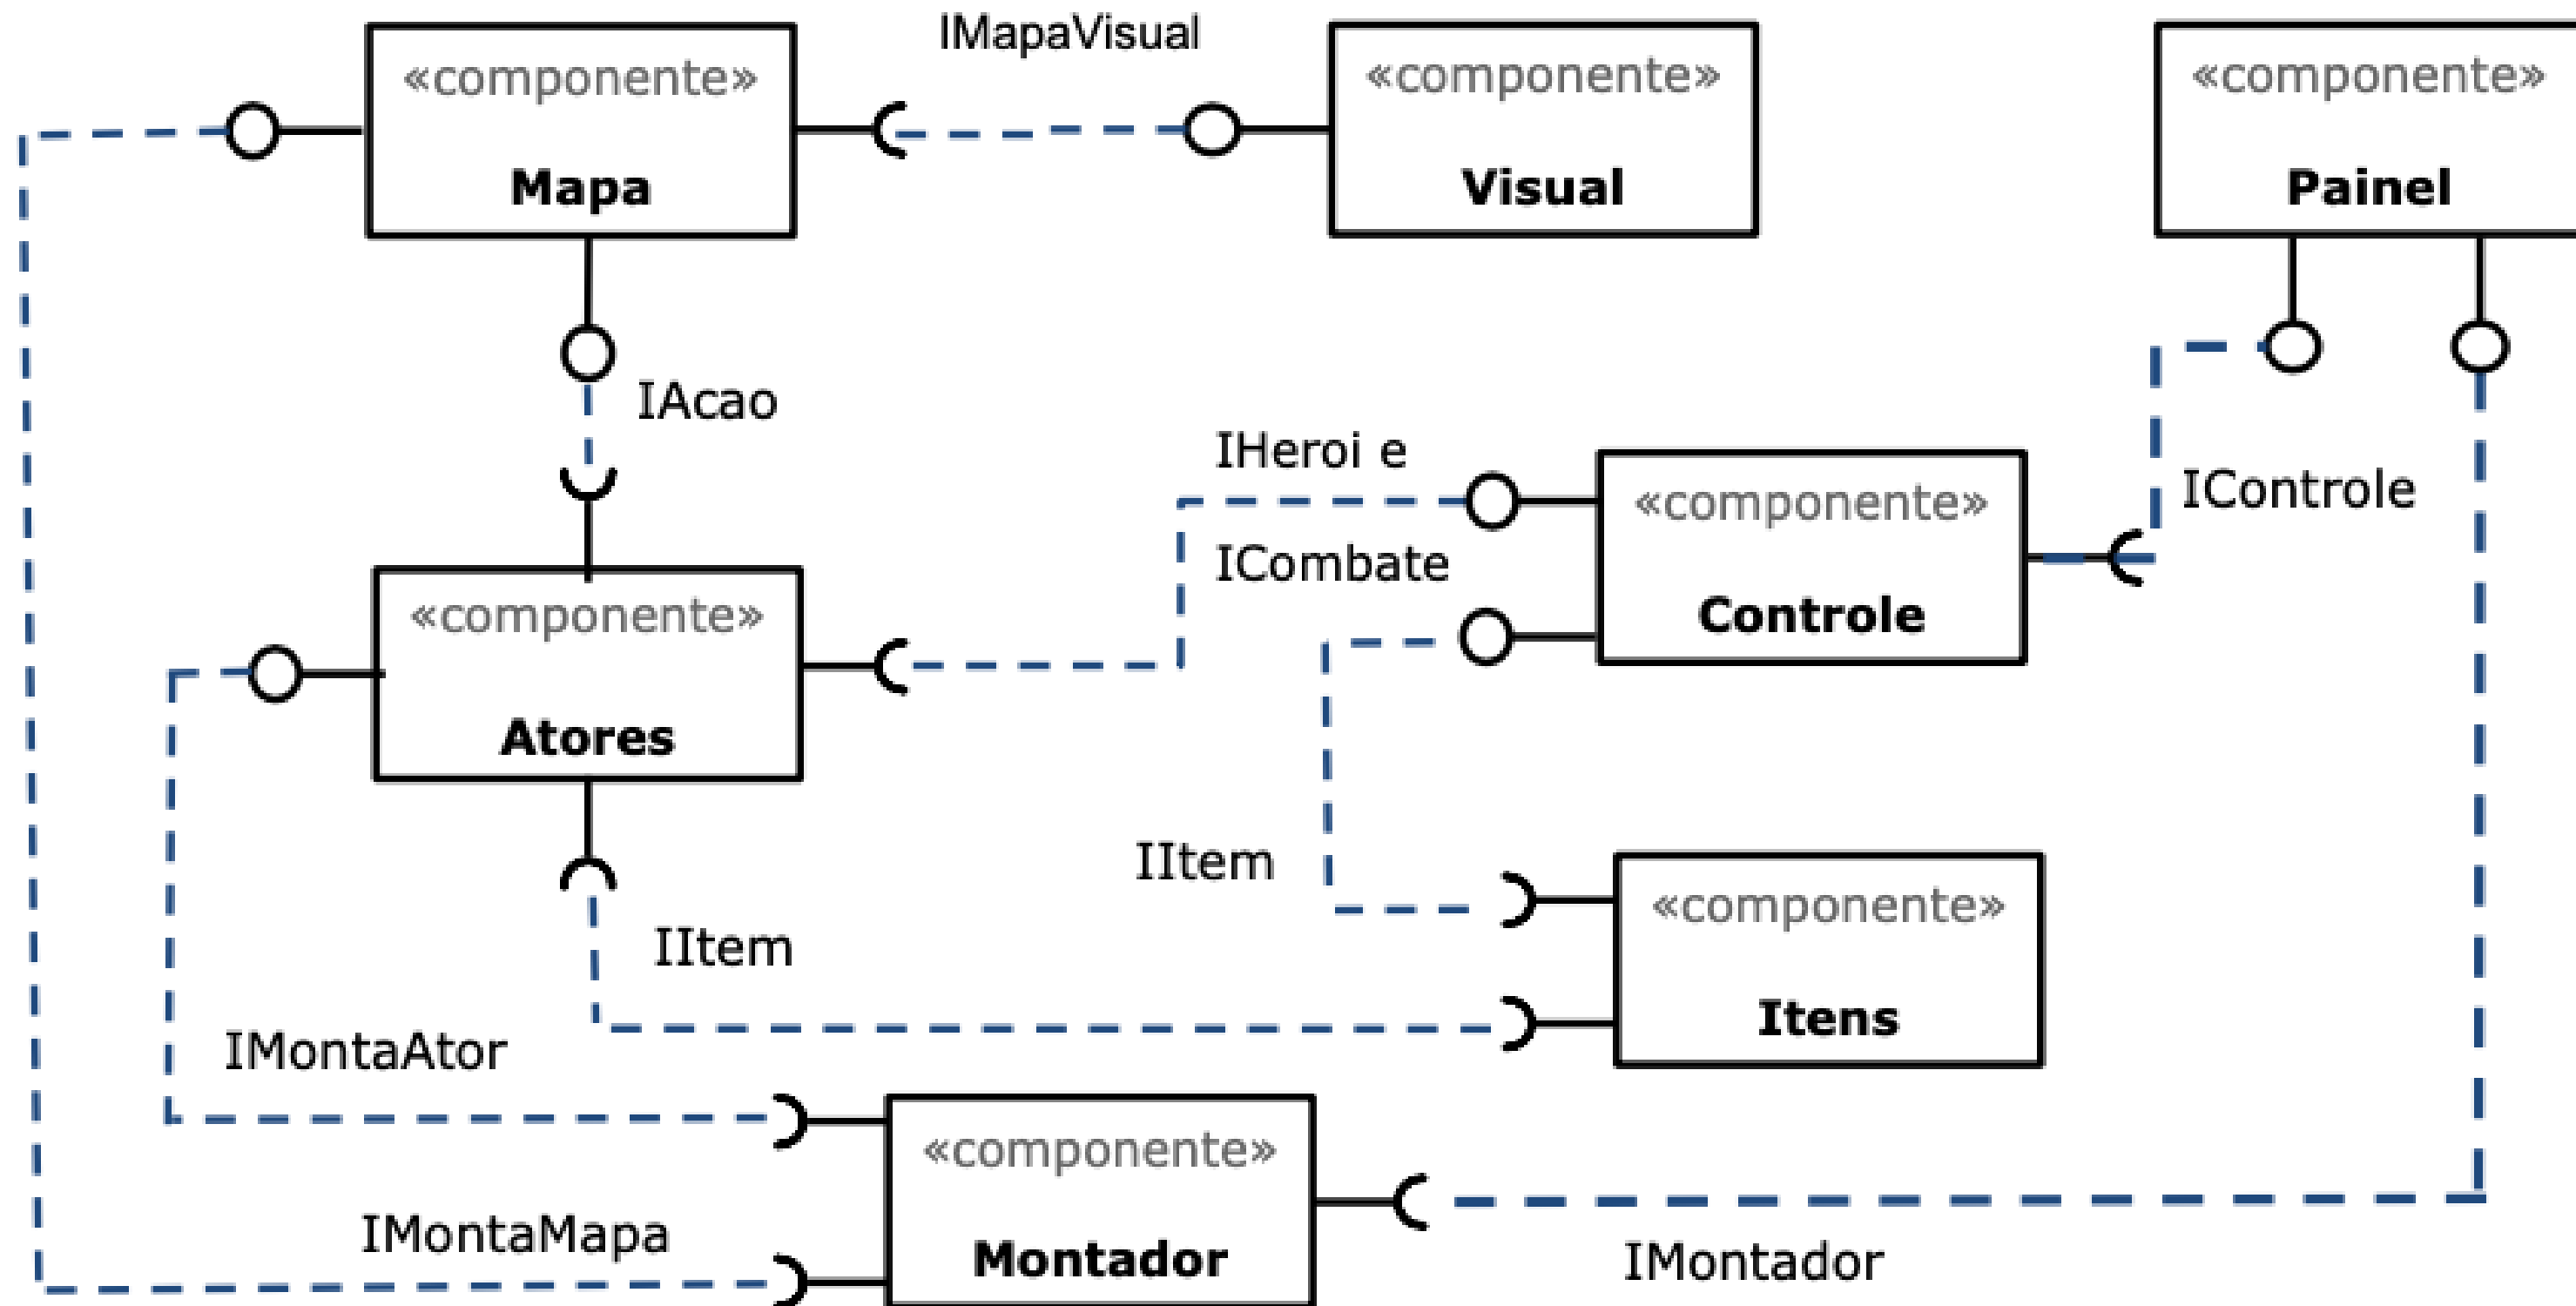 IMapaVisual
«componente»
Mapa
«componente»
Visual
«componente»
Painel
IAcao
IHeroi e
ICombate
«componente»
Controle
IControle
«componente»
Atores
IItem
«componente»
Itens
IItem
IMontaAtor
«componente»
Montador
IMontaMapa
IMontador